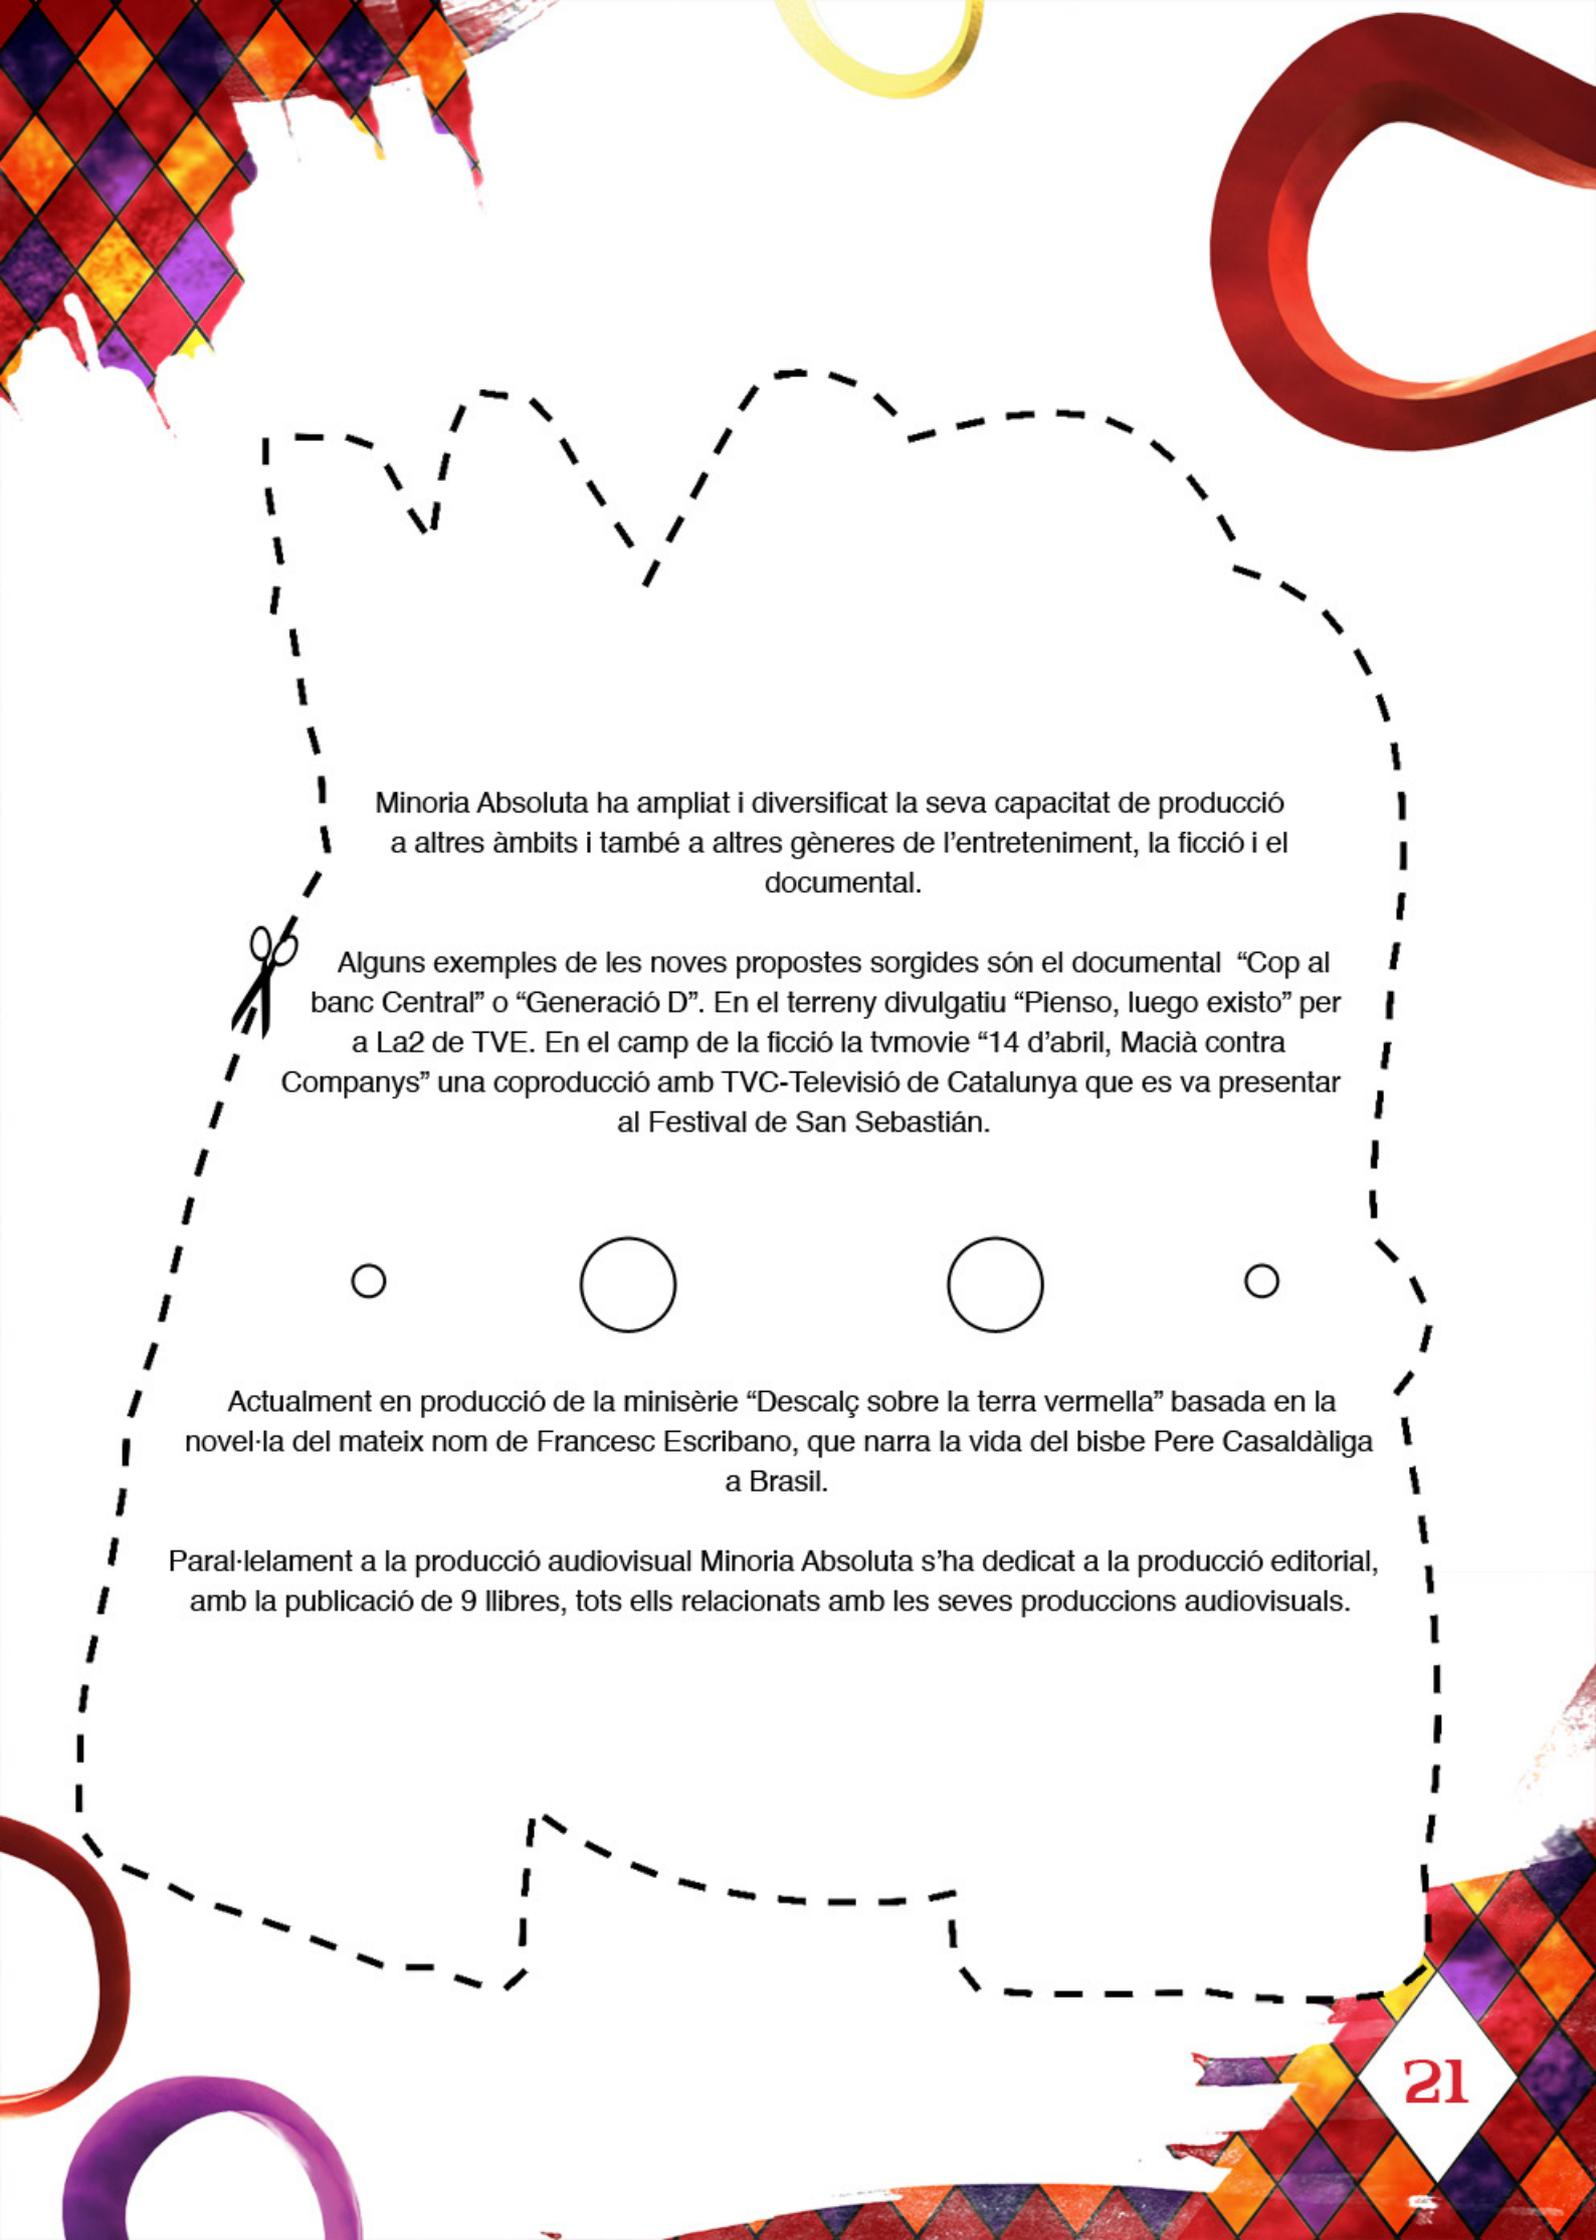 Minoria Absoluta ha ampliat i diversificat la seva capacitat de producció
a altres àmbits i també a altres gèneres de l’entreteniment, la ficció i el
documental.
Alguns exemples de les noves propostes sorgides són el documental “Cop al
banc Central” o “Generació D”. En el terreny divulgatiu “Pienso, luego existo” per
a La2 de TVE. En el camp de la ficció la tvmovie “14 d’abril, Macià contra
Companys” una coproducció amb TVC-Televisió de Catalunya que es va presentar
al Festival de San Sebastián.
Actualment en producció de la minisèrie “Descalç sobre la terra vermella” basada en la
novel·la del mateix nom de Francesc Escribano, que narra la vida del bisbe Pere Casaldàliga
a Brasil.
Paral·lelament a la producció audiovisual Minoria Absoluta s’ha dedicat a la producció editorial,
amb la publicació de 9 llibres, tots ells relacionats amb les seves produccions audiovisuals.
21